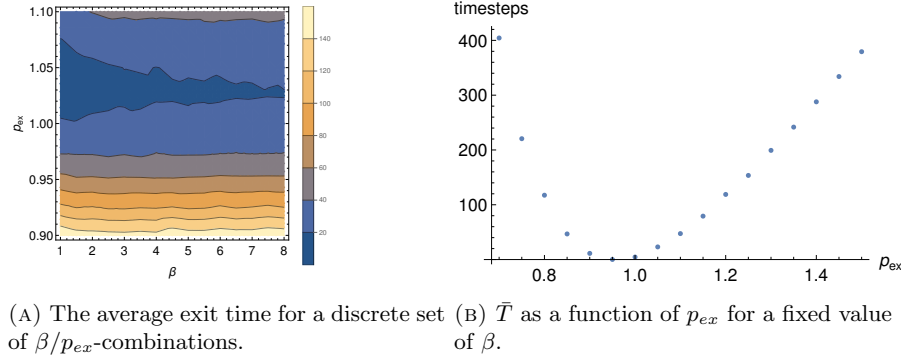 timesteps
1.10
1.05
1.00
0.95
0.90
p_ex
1 2 3 4 5 6 7 8
β
140
120
100
80
60
40
20
400
300
200
100
0.8 1.0 1.2 1.4
p_ex
(A) The average exit time for a discrete set
of β/p_ex-combinations.
(B) T̄ as a function of p_ex for a fixed value
of β.